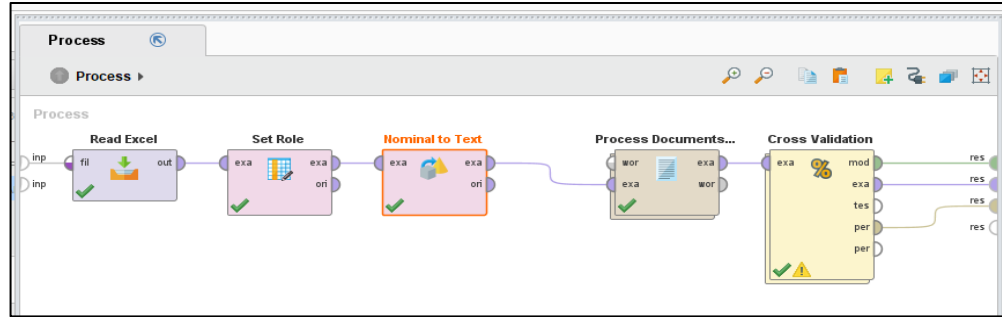 Process
Process
Process
Read Excel
Set Role
Nominal to Text
Process Documents...
Cross Validation
inp
inp
fil
out
exa
exa
ori
exa
exa
ori
wor
exa
exa
wor
exa
mod
exa
tes
per
per
res
res
res
res